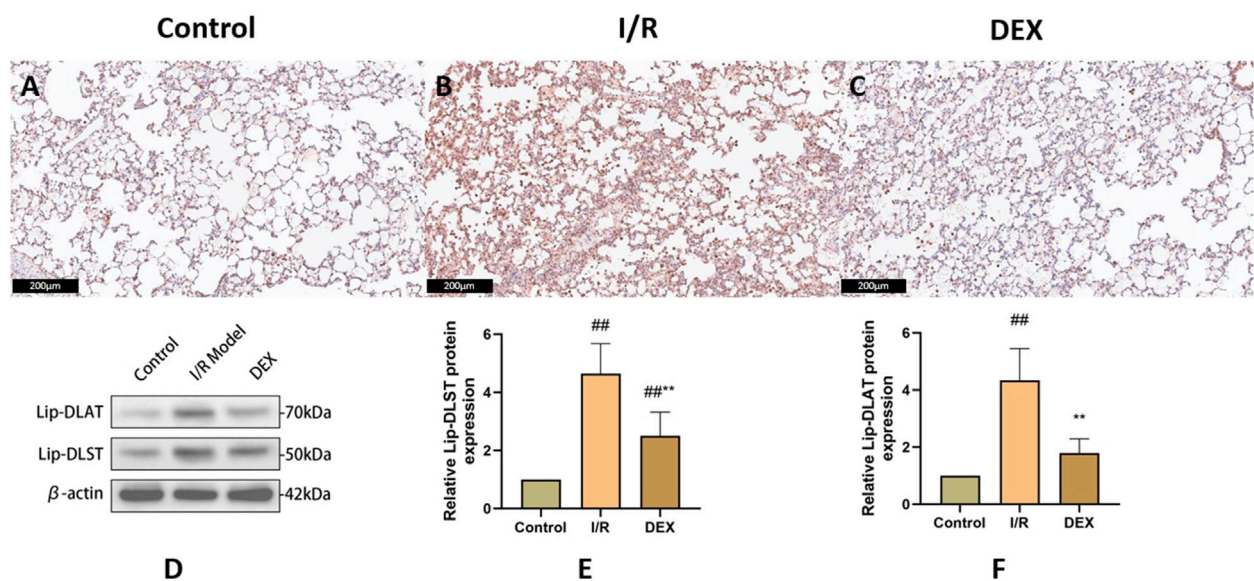 Control
I/R
DEX
A
B
C
200μm
200μm
200μm
Control
I/R Model
DEX
Lip-DLAT
-70kDa
Lip-DLST
-50kDa
β-actin
-42kDa
D
Relative Lip-DLST protein
expression
6
4
2
0
##
##**
Control
I/R
DEX
E
Relative Lip-DLAT protein
expression
6
4
2
0
##
**
Control
I/R
DEX
F